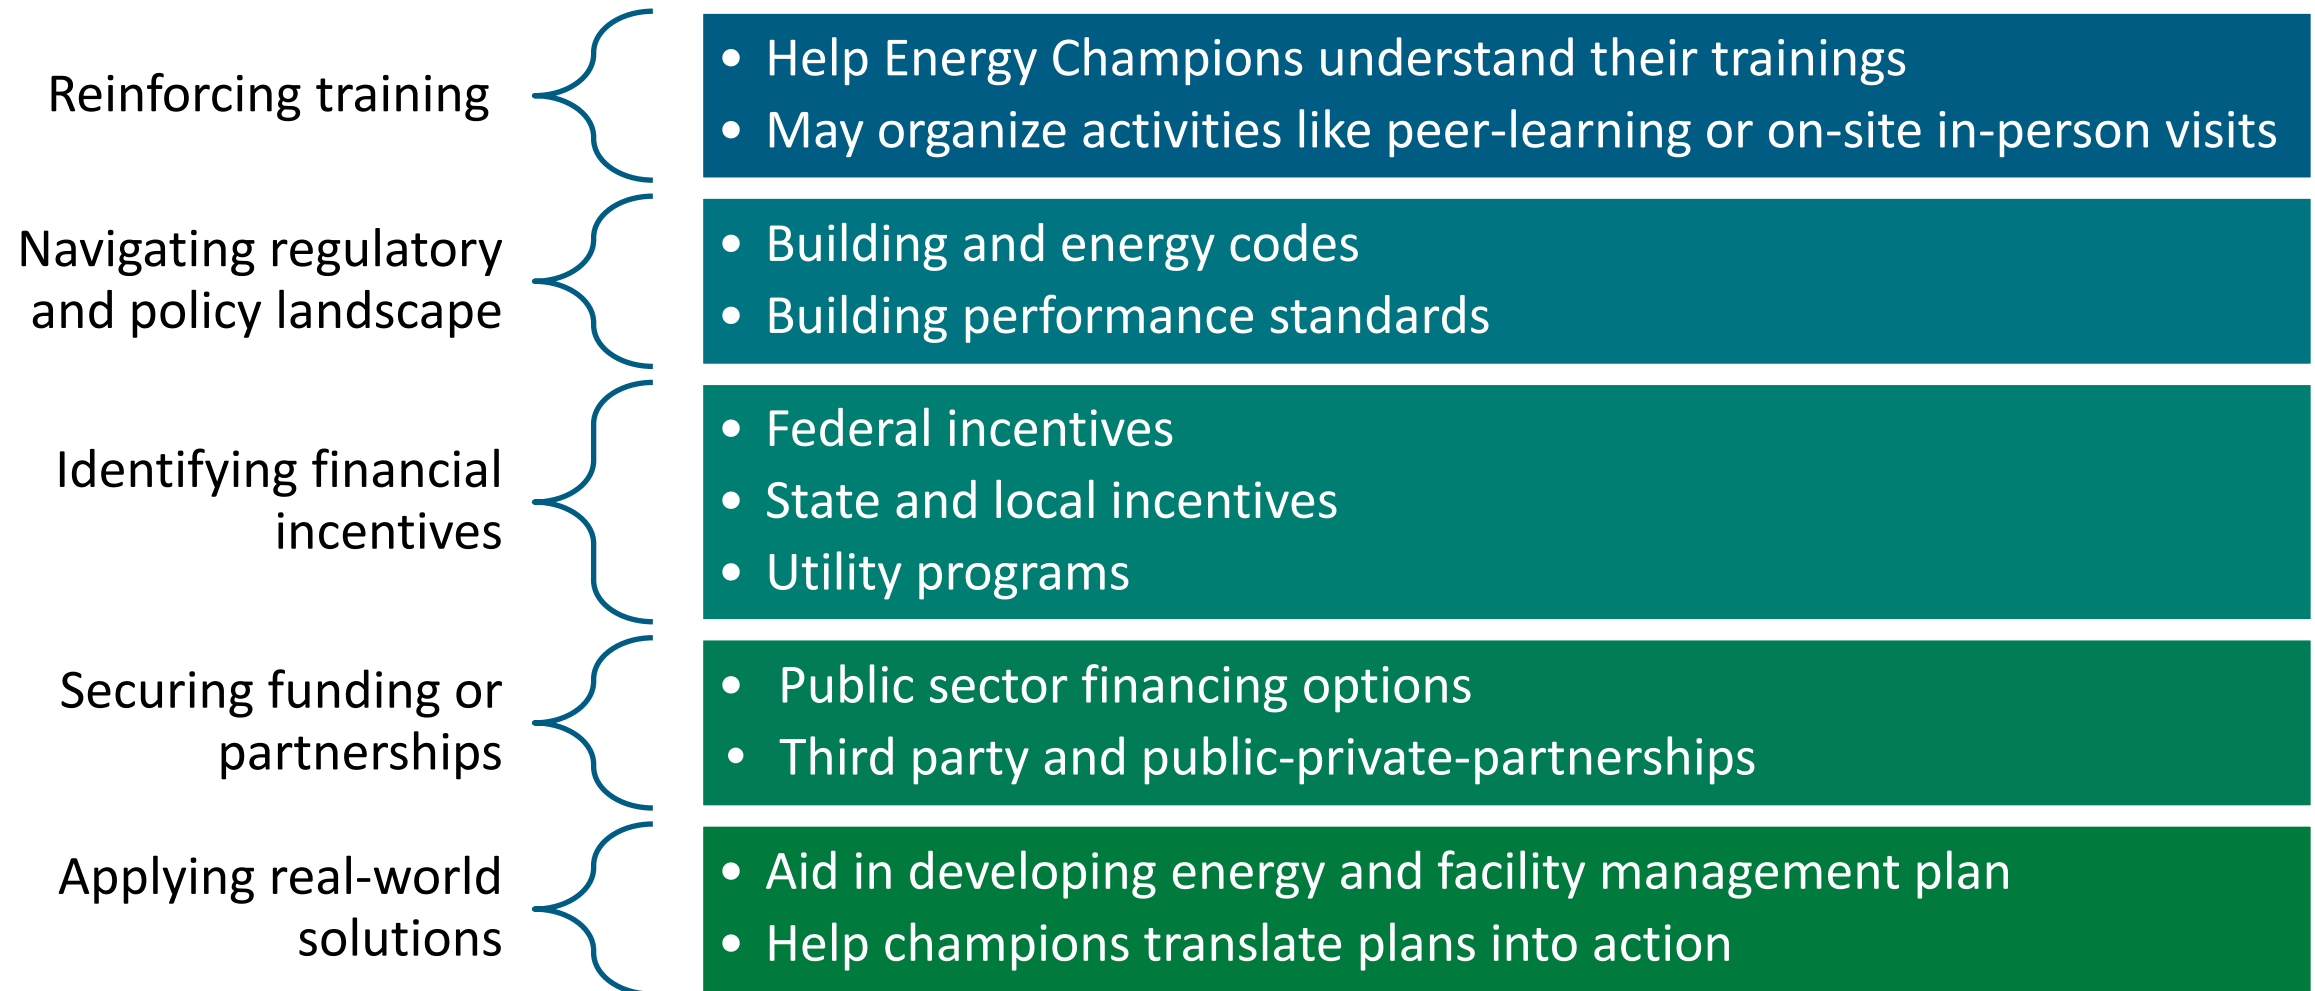 Reinforcing training
• Help Energy Champions understand their trainings
• May organize activities like peer-learning or on-site in-person visits
Navigating regulatory
and policy landscape
• Building and energy codes
• Building performance standards
Identifying financial
incentives
• Federal incentives
• State and local incentives
• Utility programs
Securing funding or
partnerships
• Public sector financing options
• Third party and public-private-partnerships
Applying real-world
solutions
• Aid in developing energy and facility management plan
• Help champions translate plans into action